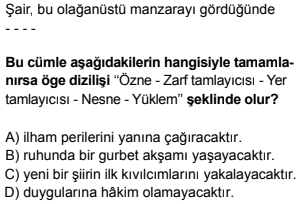 Şair, bu olağanüstü manzarayı gördüğünde
- - - -
Bu cümle aşağıdakilerin hangisiyle tamamla-
nırsa öge dizilişi “Özne - Zarf tamlayıcısı - Yer
tamlayıcısı - Nesne - Yüklem” şeklinde olur?
A) ilham perilerini yanına çağıracaktır.
B) ruhunda bir gurbet akşamı yaşayacaktır.
C) yeni bir şiirin ilk kıvılcımlarını yakalayacaktır.
D) duygularına hâkim olamayacaktır.